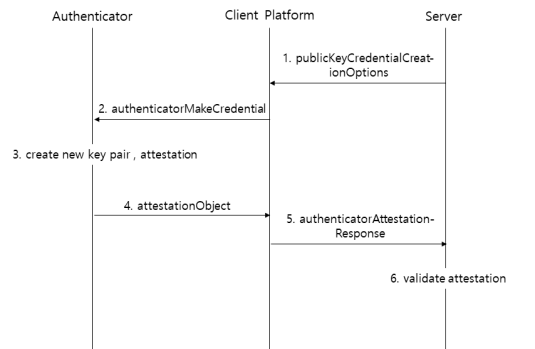 Authenticator
Client Platform
Server
1. publicKeyCredentialCreat-
ionOptions
2. authenticatorMakeCredential
3. create new key pair , attestation
4. attestationObject
5. authenticatorAttestation-
Response
6. validate attestation